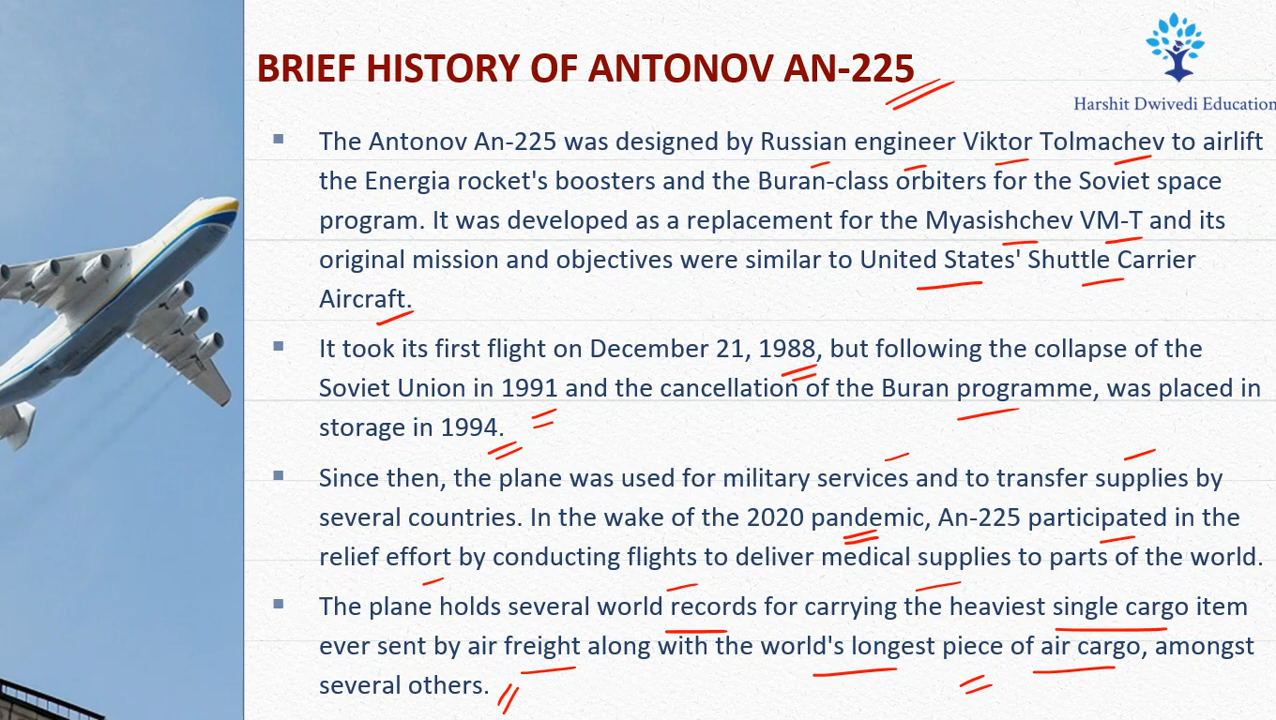 BRIEF HISTORY OF ANTONOV AN-225
Harshit Dwivedi Education
The Antonov An-225 was designed by Russian engineer Viktor Tolmachev to airlift
the Energia rocket's boosters and the Buran-class orbiters for the Soviet space
program. It was developed as a replacement for the Myasishchev VM-T and its
original mission and objectives were similar to United States' Shuttle Carrier
Aircraft.
It took its first flight on December 21, 1988, but following the collapse of the
Soviet Union in 1991 and the cancellation of the Buran programme, was placed in
storage in 1994.
Since then, the plane was used for military services and to transfer supplies by
several countries. In the wake of the 2020 pandemic, An-225 participated in the
relief effort by conducting flights to deliver medical supplies to parts of the world.
The plane holds several world records for carrying the heaviest single cargo item
ever sent by air freight along with the world's longest piece of air cargo, amongst
several others.